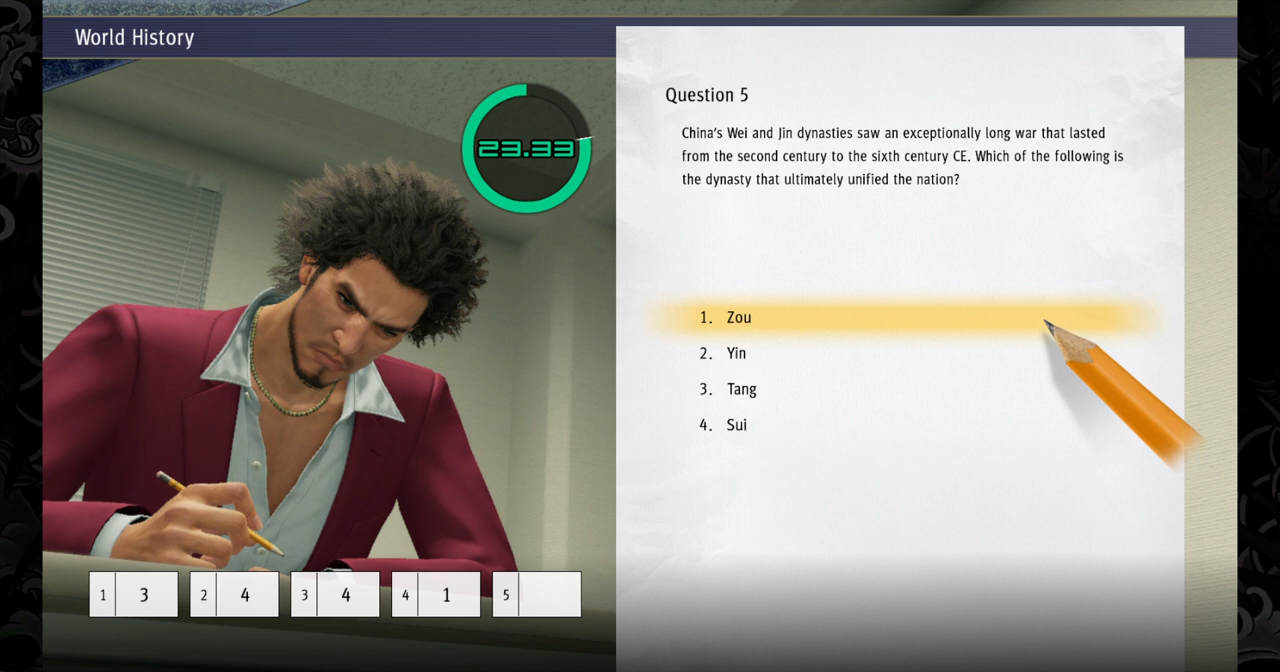 World History
23.33
Question 5
China's Wei and Jin dynasties saw an exceptionally long war that lasted
from the second century to the sixth century CE. Which of the following is
the dynasty that ultimately unified the nation?
1. Zou
2. Yin
3. Tang
4. Sui
1 3 2 4 3 4 4 1 5